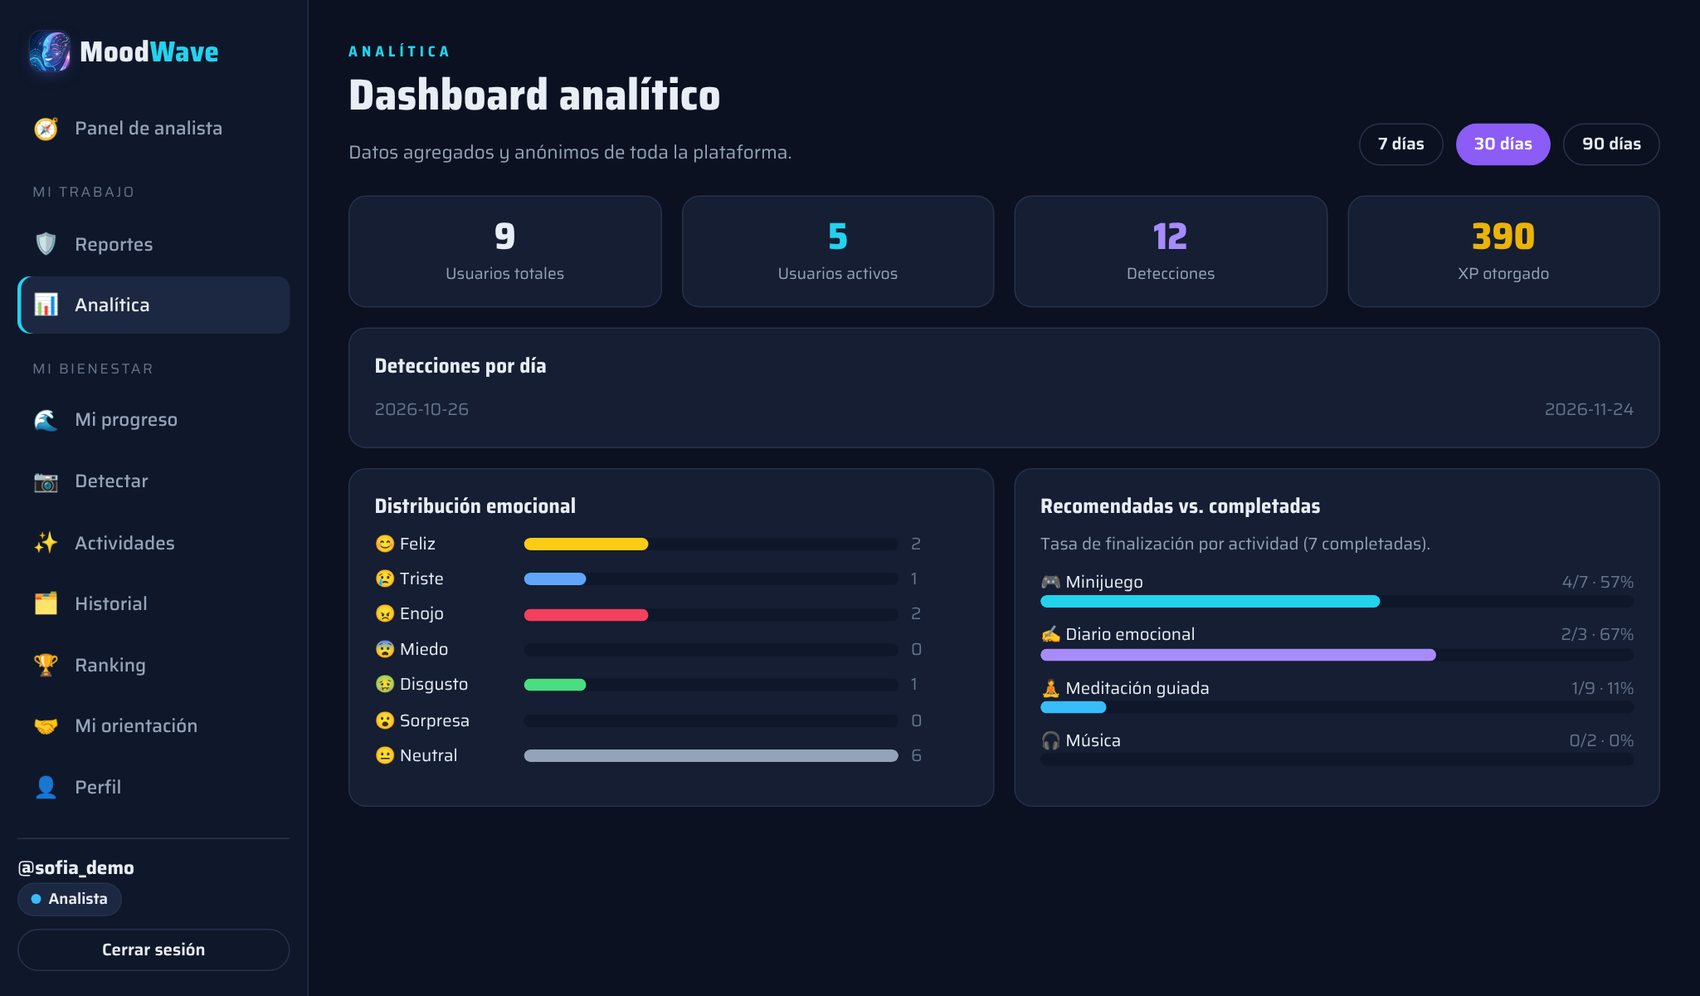 MoodWave
Panel de analista
MI TRABAJO
Reportes
Analítica
MI BIENESTAR
Mi progreso
Detectar
Actividades
Historial
Ranking
Mi orientación
Perfil
@sofia_demo
Analista
Cerrar sesión
ANALÍTICA
Dashboard analítico
Datos agregados y anónimos de toda la plataforma.
7 días
30 días
90 días
9
Usuarios totales
5
Usuarios activos
12
Detecciones
390
XP otorgado
Detecciones por día
2026-10-26
2026-11-24
Distribución emocional
Feliz 2
Triste 1
Enojo 2
Miedo 0
Disgusto 1
Sorpresa 0
Neutral 6
Recomendadas vs. completadas
Tasa de finalización por actividad (7 completadas).
Minijuego 4/7 · 57%
Diario emocional 2/3 · 67%
Meditación guiada 1/9 · 11%
Música 0/2 · 0%